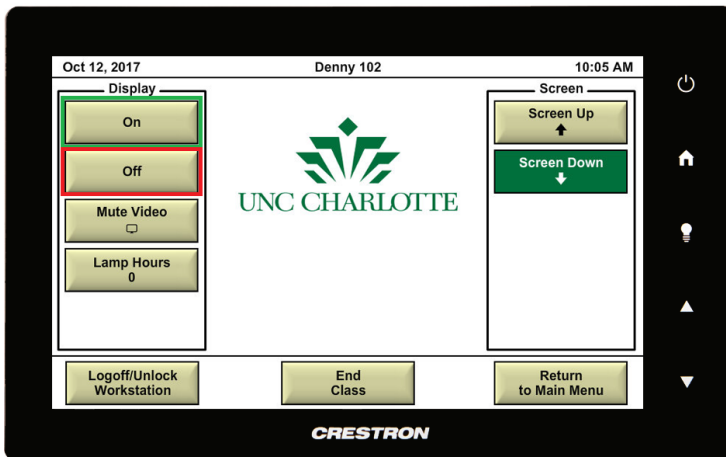 Oct 12, 2017 Denny 102 10:05 AM
Display
On
Off
Mute Video
Lamp Hours
0
UNC CHARLOTTE
Screen
Screen Up
Screen Down
Logoff/Unlock
Workstation
End
Class
Return
to Main Menu
CRESTRON